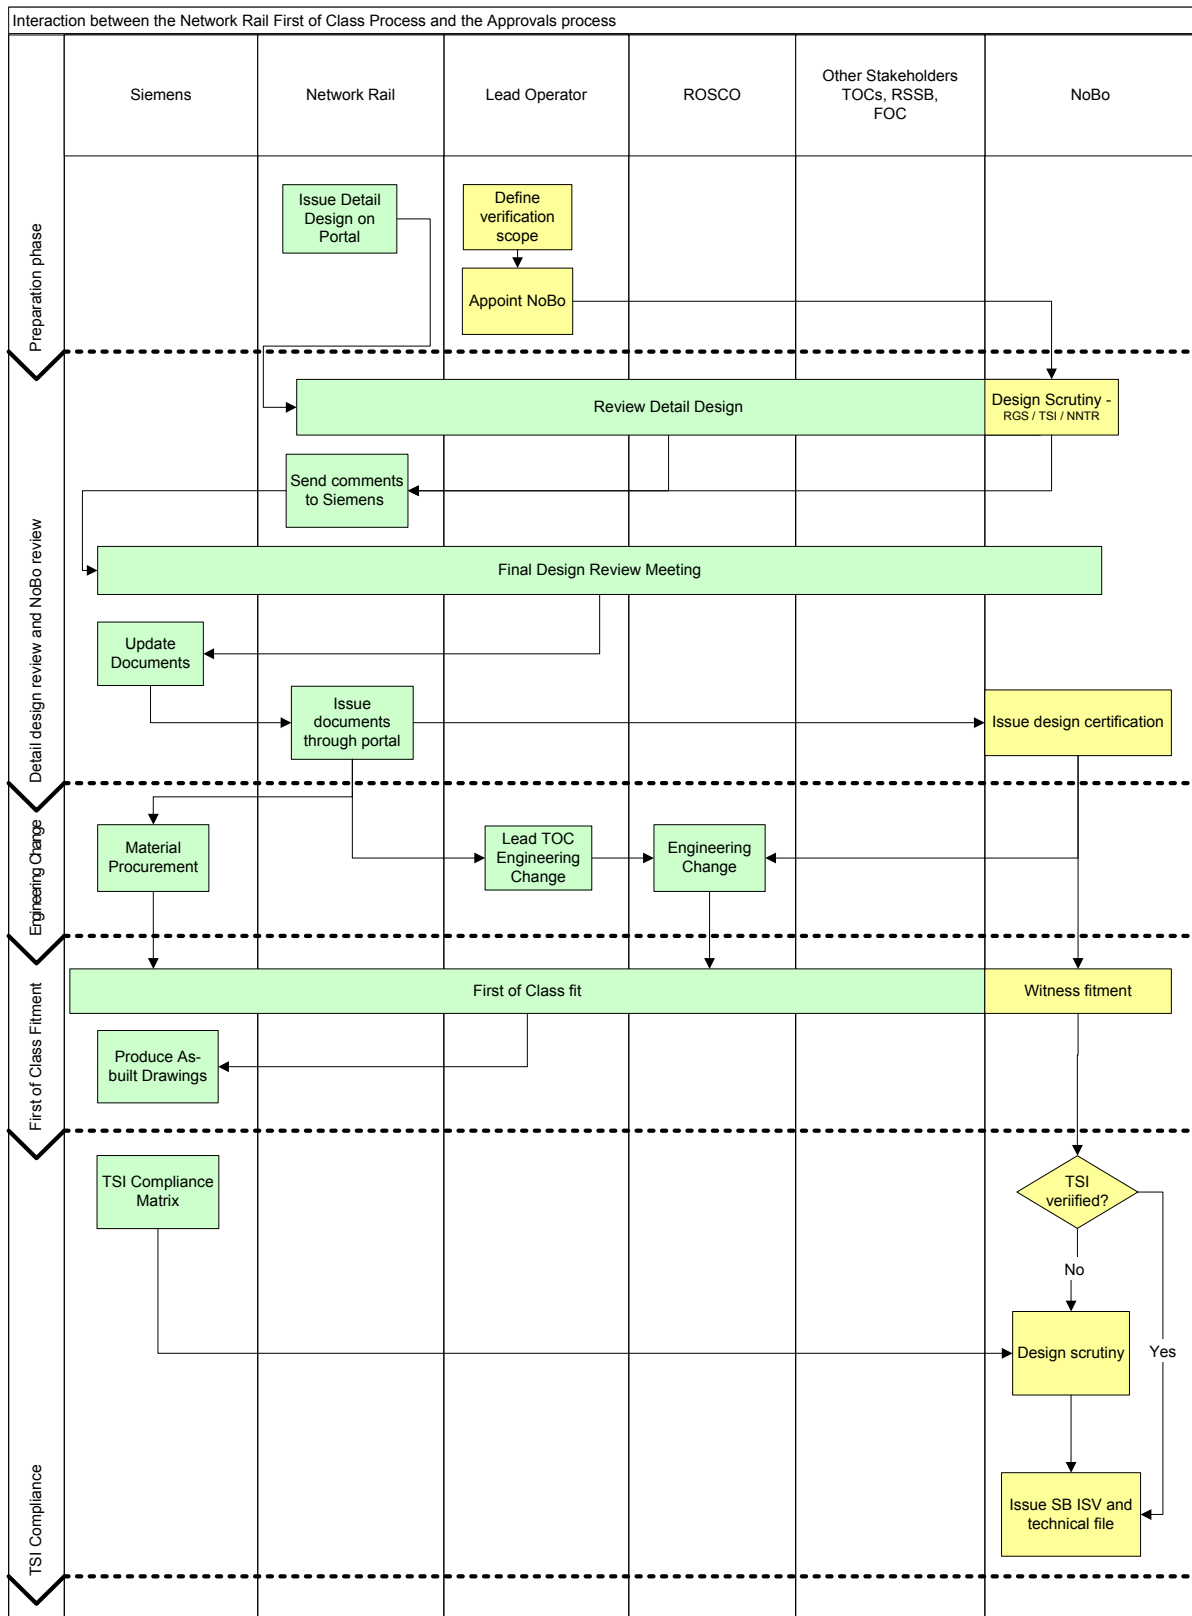 Interaction between the Network Rail First of Class Process and the Approvals process
Siemens
Network Rail
Lead Operator
ROSCO
Other Stakeholders
TOCs, RSSB,
FOC
NoBo
Preparation phase
Issue Detail
Design on
Portal
Define
verification
scope
Appoint NoBo
Detail design review and NoBo review
Review Detail Design
Design Scrutiny -
RGS / TSI / NNTR
Send comments
to Siemens
Final Design Review Meeting
Update
Documents
Issue
documents
through portal
Issue design certification
Engineering Change
Material
Procurement
Lead TOC
Engineering
Change
Engineering
Change
First of Class Fitment
First of Class fit
Witness fitment
Produce As-
built Drawings
TSI Compliance
TSI Compliance
Matrix
TSI
veriified?
No
Yes
Design scrutiny
Issue SB ISV and
technical file